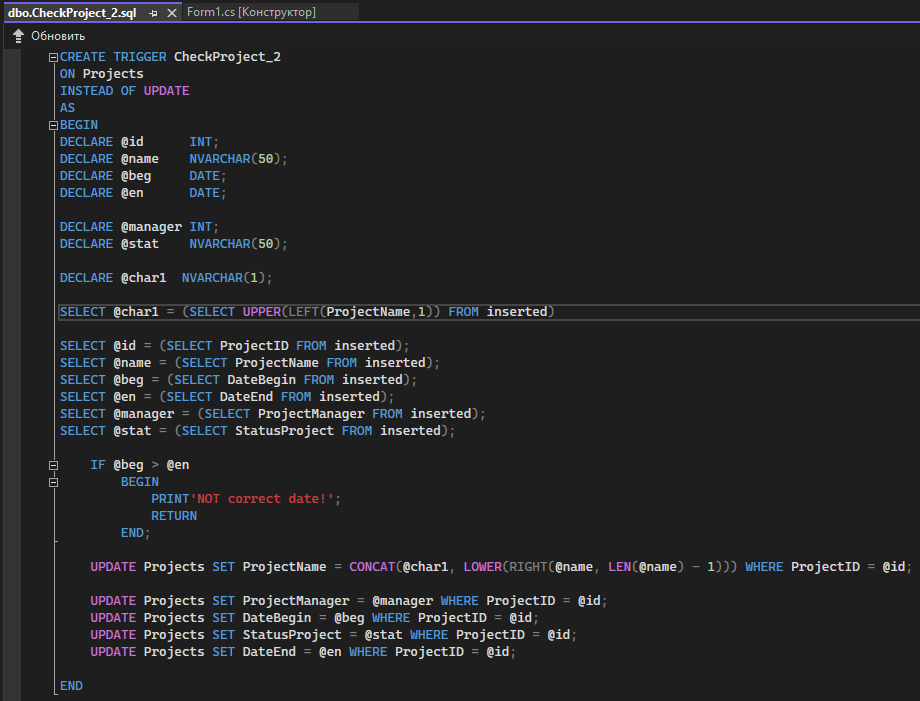 dbo.CheckProject_2.sql Form1.cs [Конструктор]
Обновить
CREATE TRIGGER CheckProject_2
ON Projects
INSTEAD OF UPDATE
AS
BEGIN
DECLARE @id      INT;
DECLARE @name    NVARCHAR(50);
DECLARE @beg     DATE;
DECLARE @en      DATE;
DECLARE @manager INT;
DECLARE @stat    NVARCHAR(50);
DECLARE @char1  NVARCHAR(1);
SELECT @char1 = (SELECT UPPER(LEFT(ProjectName,1)) FROM inserted)
SELECT @id = (SELECT ProjectID FROM inserted);
SELECT @name = (SELECT ProjectName FROM inserted);
SELECT @beg = (SELECT DateBegin FROM inserted);
SELECT @en = (SELECT DateEnd FROM inserted);
SELECT @manager = (SELECT ProjectManager FROM inserted);
SELECT @stat = (SELECT StatusProject FROM inserted);
IF @beg > @en
BEGIN
PRINT'NOT correct date!';
RETURN
END;
UPDATE Projects SET ProjectName = CONCAT(@char1, LOWER(RIGHT(@name, LEN(@name) - 1))) WHERE ProjectID = @id;
UPDATE Projects SET ProjectManager = @manager WHERE ProjectID = @id;
UPDATE Projects SET DateBegin = @beg WHERE ProjectID = @id;
UPDATE Projects SET StatusProject = @stat WHERE ProjectID = @id;
UPDATE Projects SET DateEnd = @en WHERE ProjectID = @id;
END